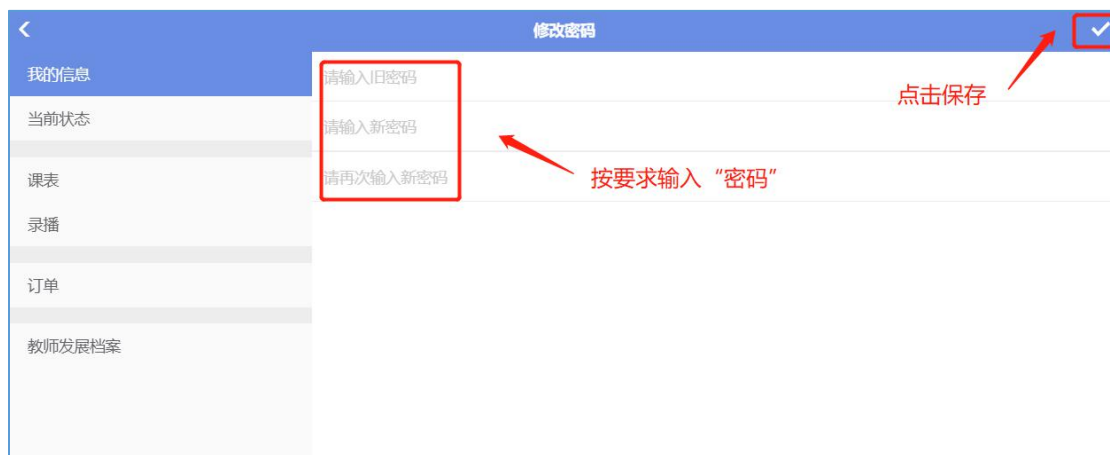 修改密码
我的信息
请输入旧密码
点击保存
当前状态
请输入新密码
课表
请再次输入新密码
按要求输入“密码”
录播
订单
教师发展档案